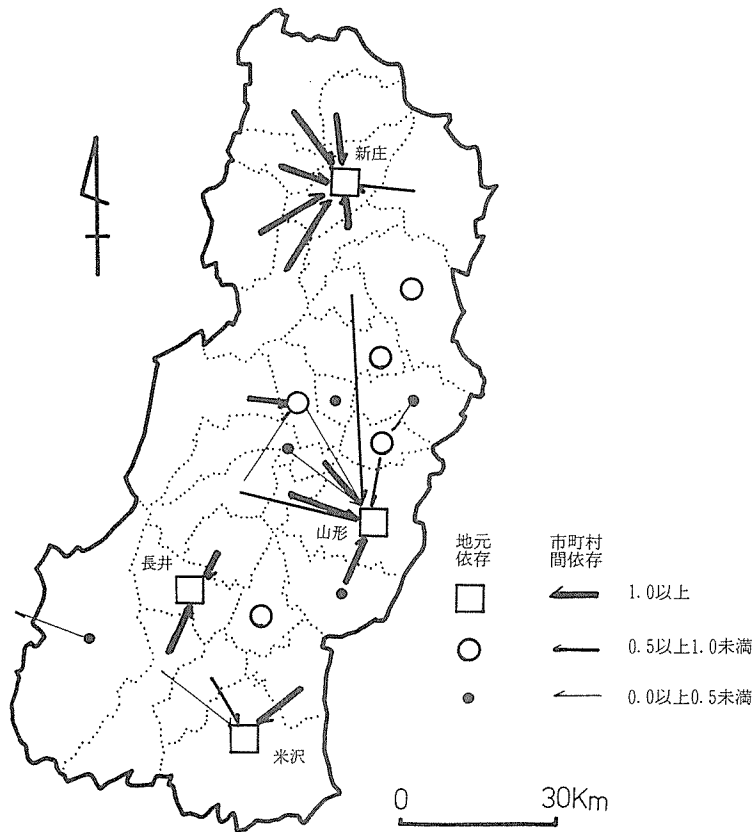 新庄
山形
長井
米沢
地元
依存
市町村
間依存
1.0以上
0.5以上1.0未満
0.0以上0.5未満
0
30Km